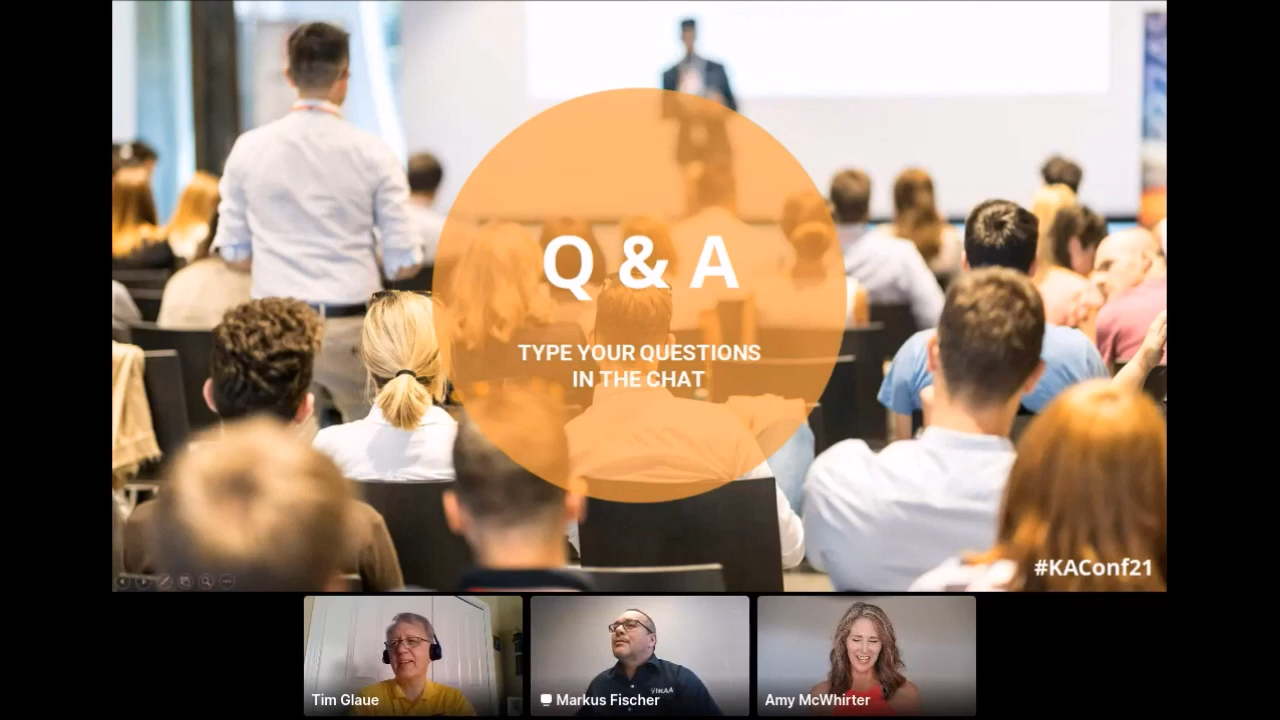 Q & A
TYPE YOUR QUESTIONS
IN THE CHAT
#KAConf21
Tim Glaue
Markus Fischer
Amy McWhirter